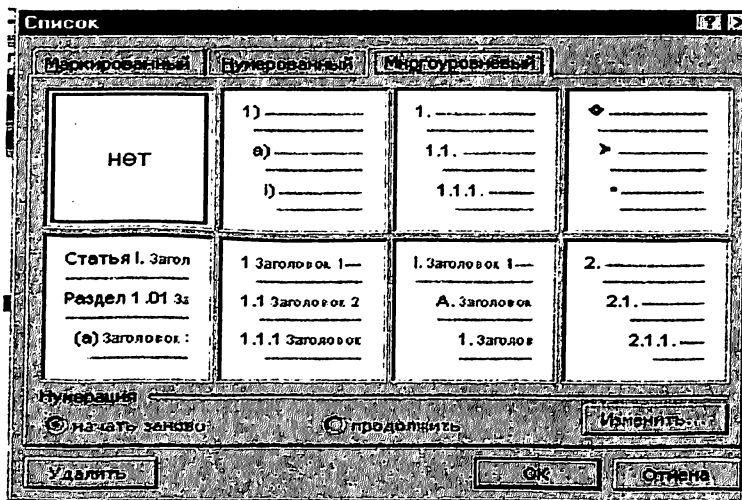 Список
Маркированный Нумерованный Многоуровневый
нет
1)
а)
i)
1.
1.1.
1.1.1.
Статья I. Загол
Раздел 1.01 За
(а) Заголовок :
1 Заголовок 1
1.1 Заголовок 2
1.1.1 Заголовок
I. Заголовок 1
А. Заголовок
1. Заголов
2.
2.1.
2.1.1.
Нумерация
начать заново продолжить Изменить...
Удалить ОК Отмена